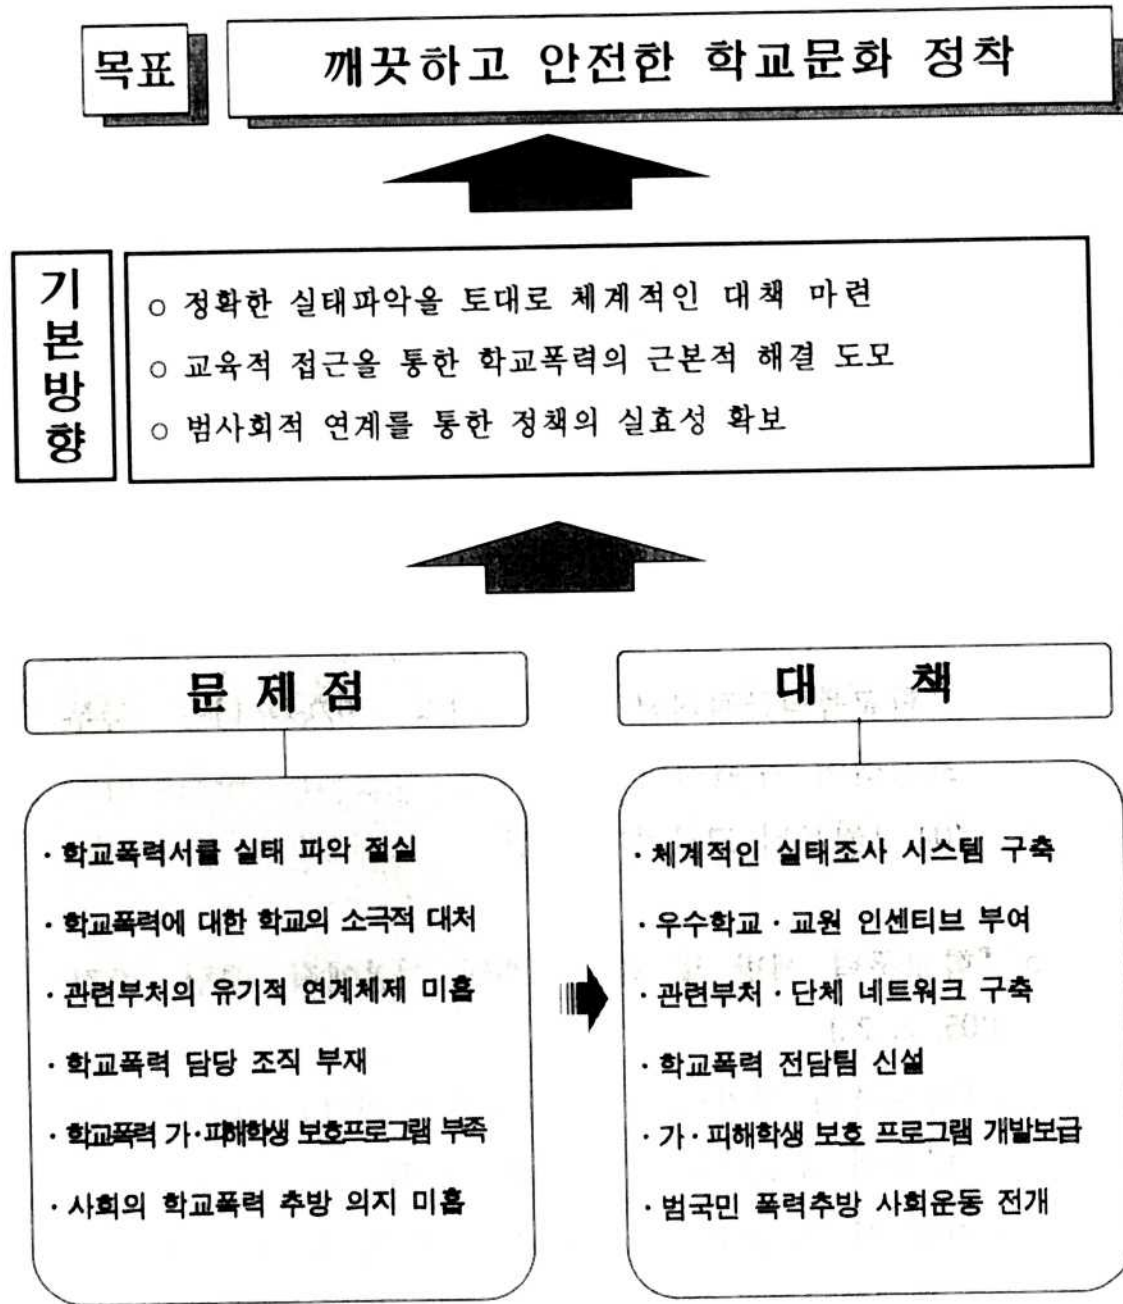 목표
깨끗하고 안전한 학교문화 정착
기본방향
○ 정확한 실태파악을 토대로 체계적인 대책 마련
○ 교육적 접근을 통한 학교폭력의 근본적 해결 도모
○ 범사회적 연계를 통한 정책의 실효성 확보
문제점
· 학교폭력서클 실태 파악 절실
· 학교폭력에 대한 학교의 소극적 대처
· 관련부처의 유기적 연계체제 미흡
· 학교폭력 담당 조직 부재
· 학교폭력 가·피해학생 보호프로그램 부족
· 사회의 학교폭력 추방 의지 미흡
대 책
· 체계적인 실태조사 시스템 구축
· 우수학교 · 교원 인센티브 부여
· 관련부처 · 단체 네트워크 구축
· 학교폭력 전담팀 신설
· 가 · 피해학생 보호 프로그램 개발보급
· 범국민 폭력추방 사회운동 전개